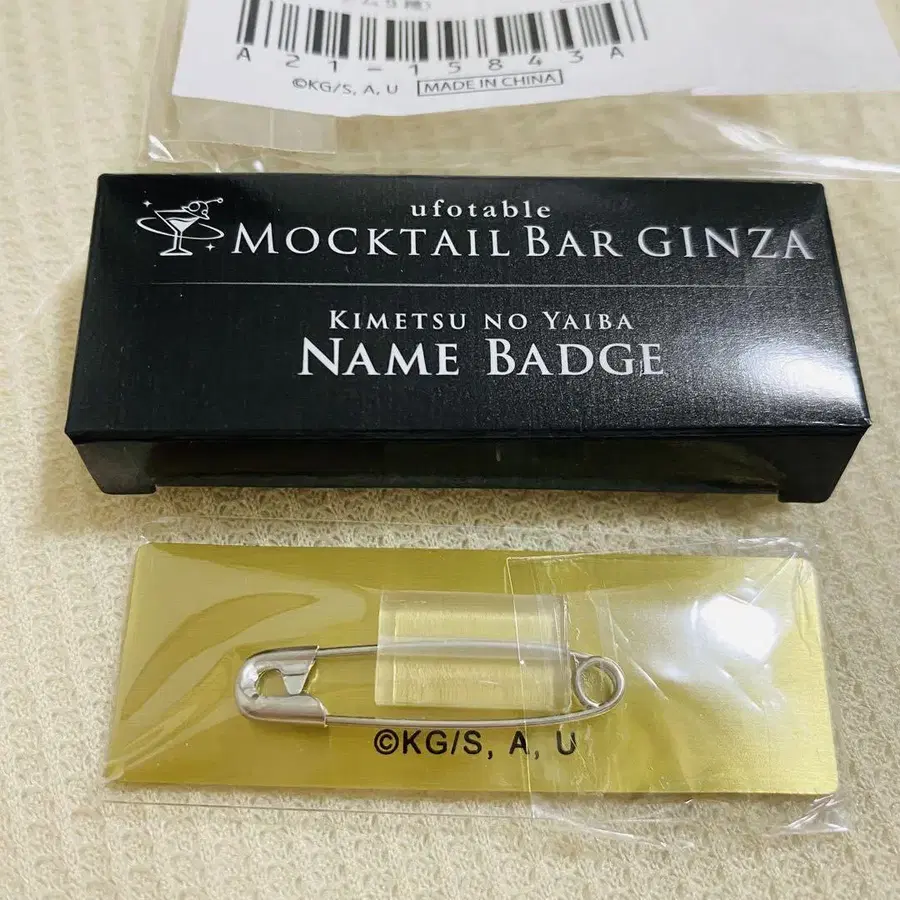 A21-15843A
©KG/S, A, U MADE IN CHINA
ufotable
MOCKTAIL BAR GINZA
KIMETSU NO YAIBA
NAME BADGE
©KG/S, A, U